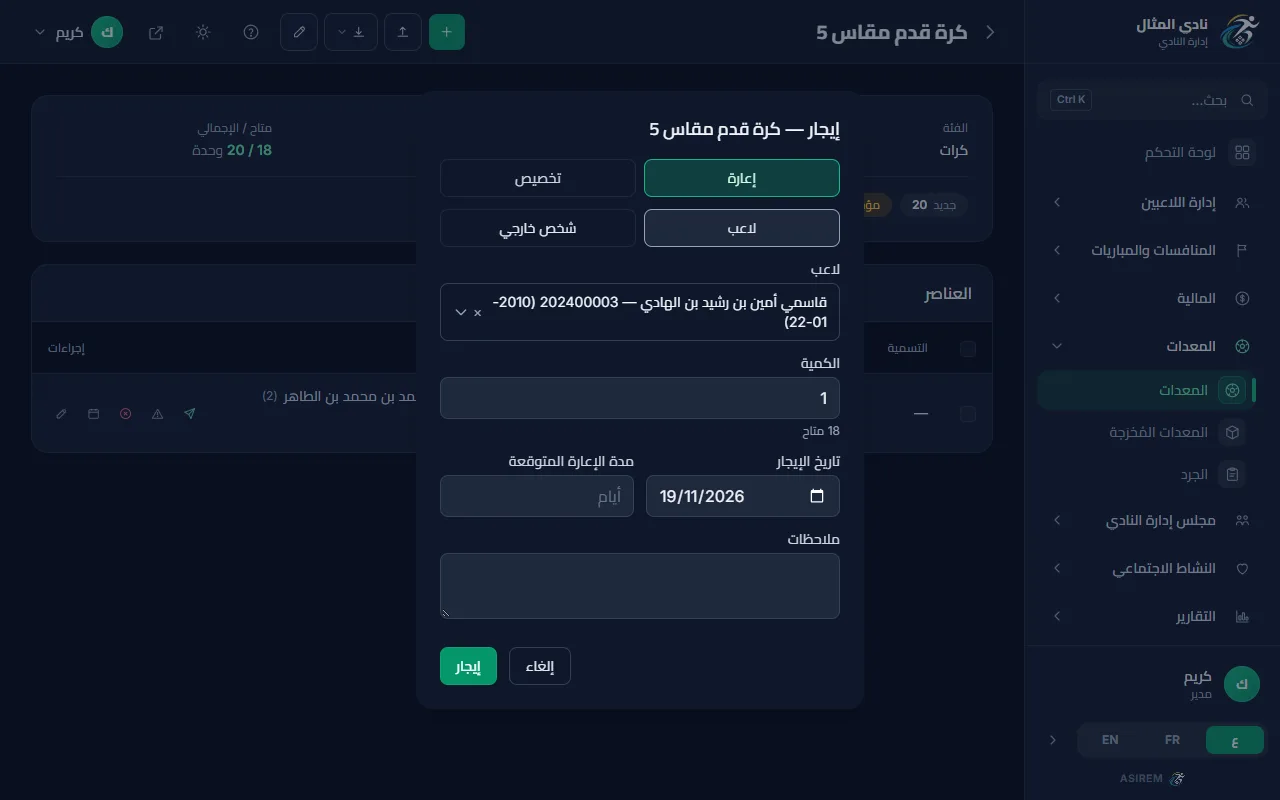 نادي المثال
إدارة النادي
بحث...
Ctrl K
لوحة التحكم
إدارة اللاعبين
المنافسات والمباريات
المالية
المعدات
المعدات
المعدات المُخرَجة
الجرد
مجلس إدارة النادي
النشاط الاجتماعي
التقارير
كريم
مدير
ع
FR
EN
ASIREM
كرة قدم مقاس 5
ك
كريم
الفئة
كرات
متاح / الإجمالي
18 / 20 وحدة
جديد 20
العناصر
التسمية
إجراءات
—
مد بن محمد بن الطاهر (2)
إيجار — كرة قدم مقاس 5
إعارة
تخصيص
لاعب
شخص خارجي
لاعب
قاسمي أمين بن رشيد بن الهادي — 202400003 (2010-
01-22)
×
الكمية
1
18 متاح
تاريخ الإيجار
مدة الإعارة المتوقعة
19/11/2026
أيام
ملاحظات
إلغاء
إيجار